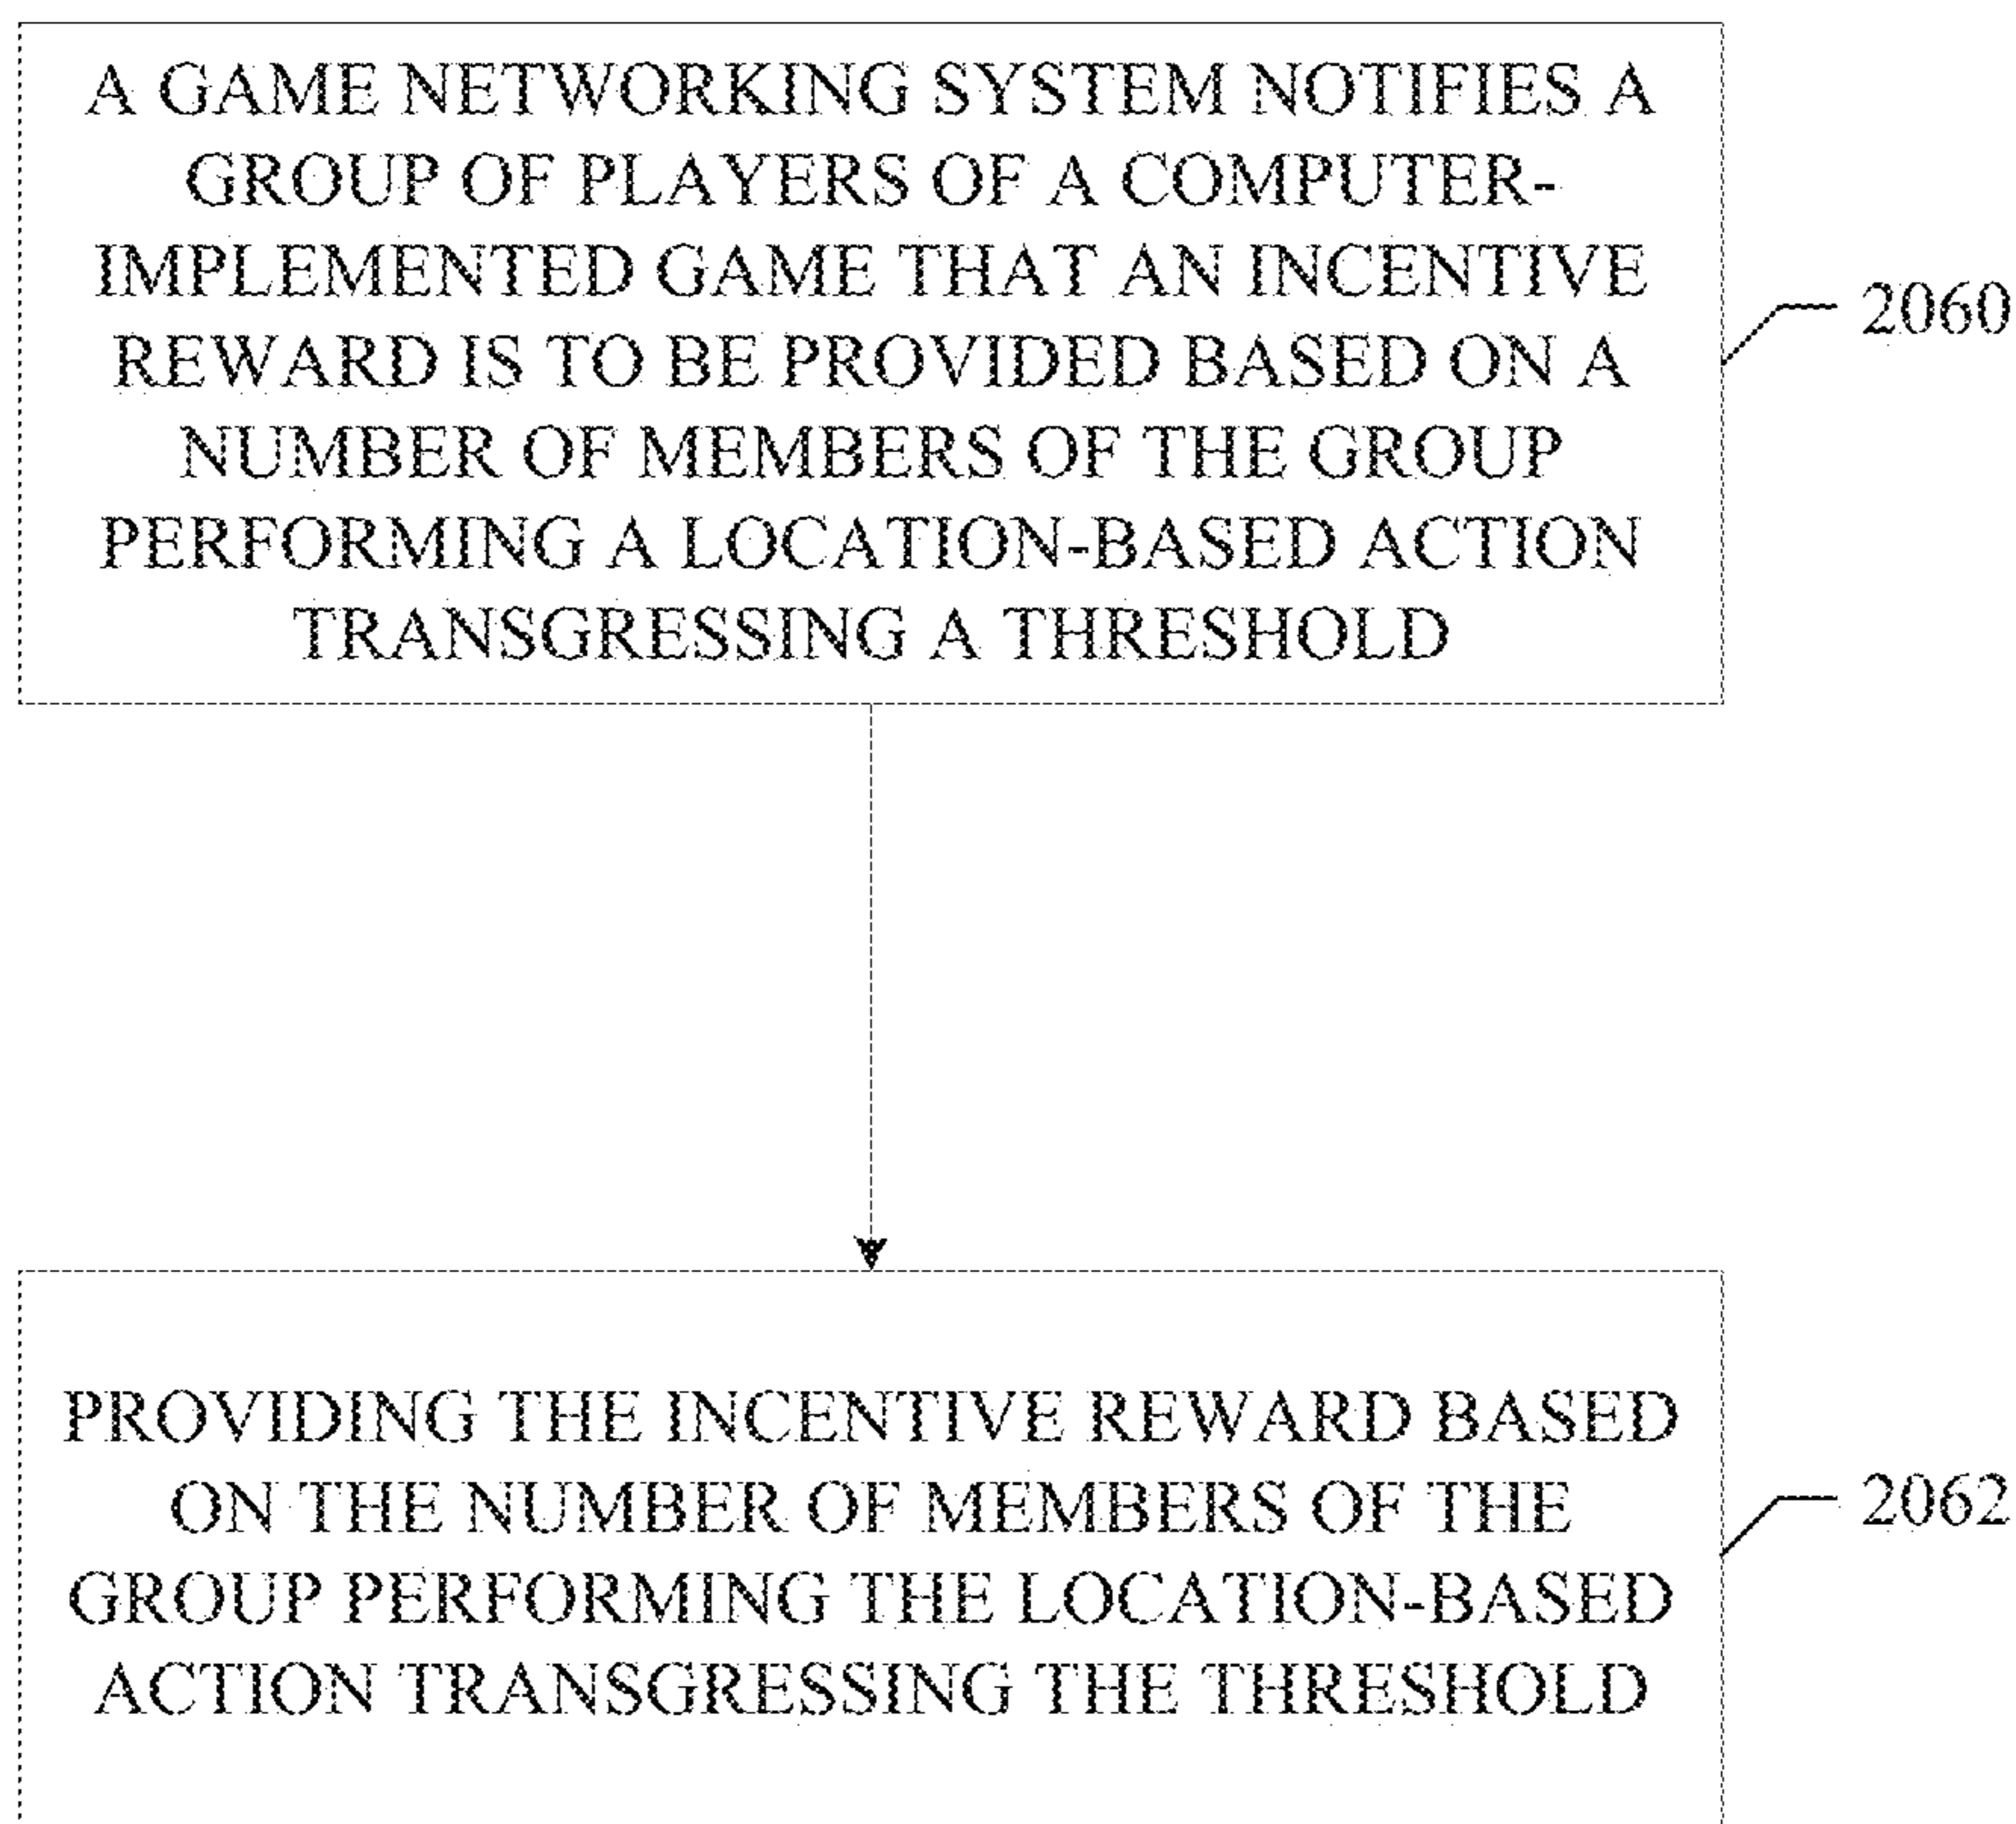 A GAME NETWORKING SYSTEM NOTIFIES A
GROUP OF PLAYERS OF A COMPUTER-
IMPLEMENTED GAME THAT AN INCENTIVE
REWARD IS TO BE PROVIDED BASED ON A
NUMBER OF MEMBERS OF THE GROUP
PERFORMING A LOCATION-BASED ACTION
TRANSGRESSING A THRESHOLD
2060
PROVIDING THE INCENTIVE REWARD BASED
ON THE NUMBER OF MEMBERS OF THE
GROUP PERFORMING THE LOCATION-BASED
ACTION TRANSGRESSING THE THRESHOLD
2062